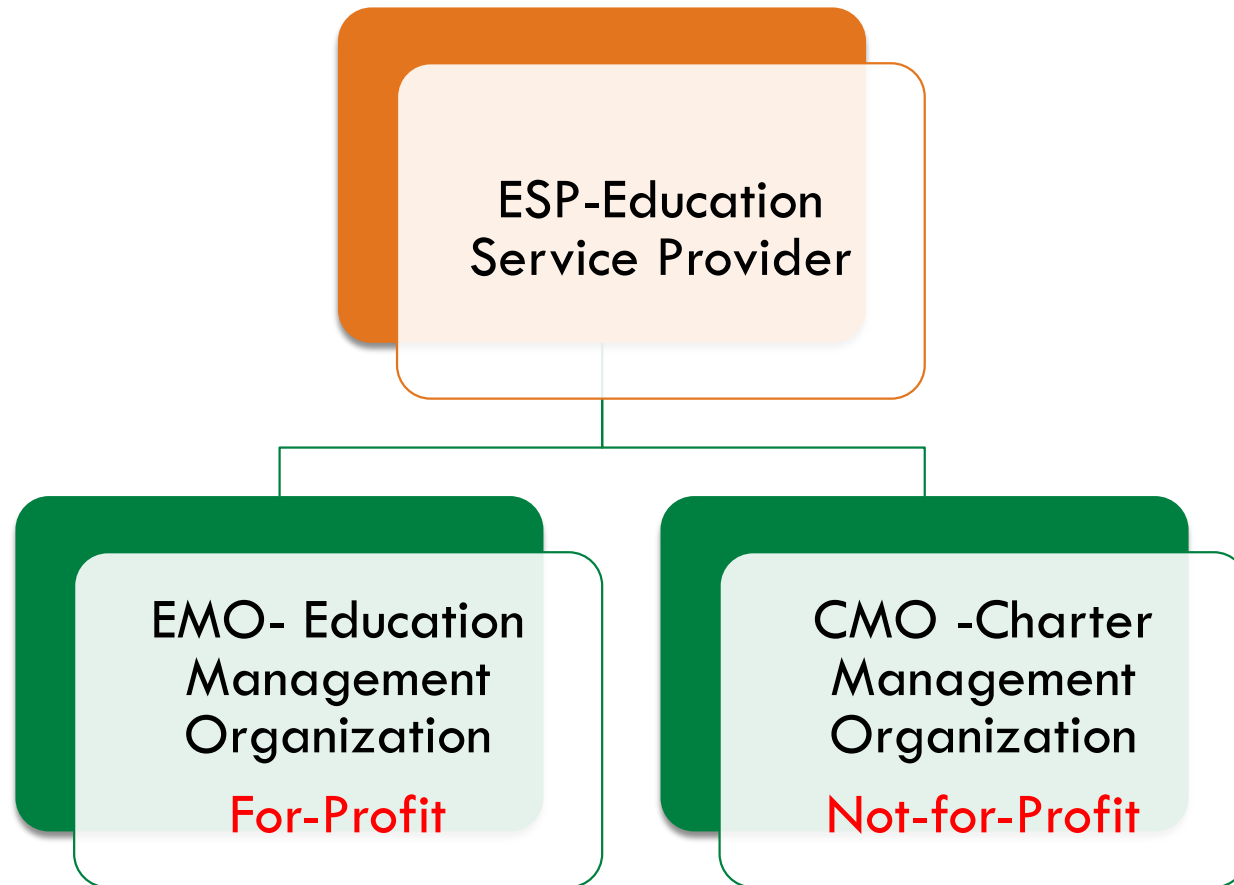 ESP-Education
Service Provider
EMO- Education
Management
Organization
For-Profit
CMO -Charter
Management
Organization
Not-for-Profit